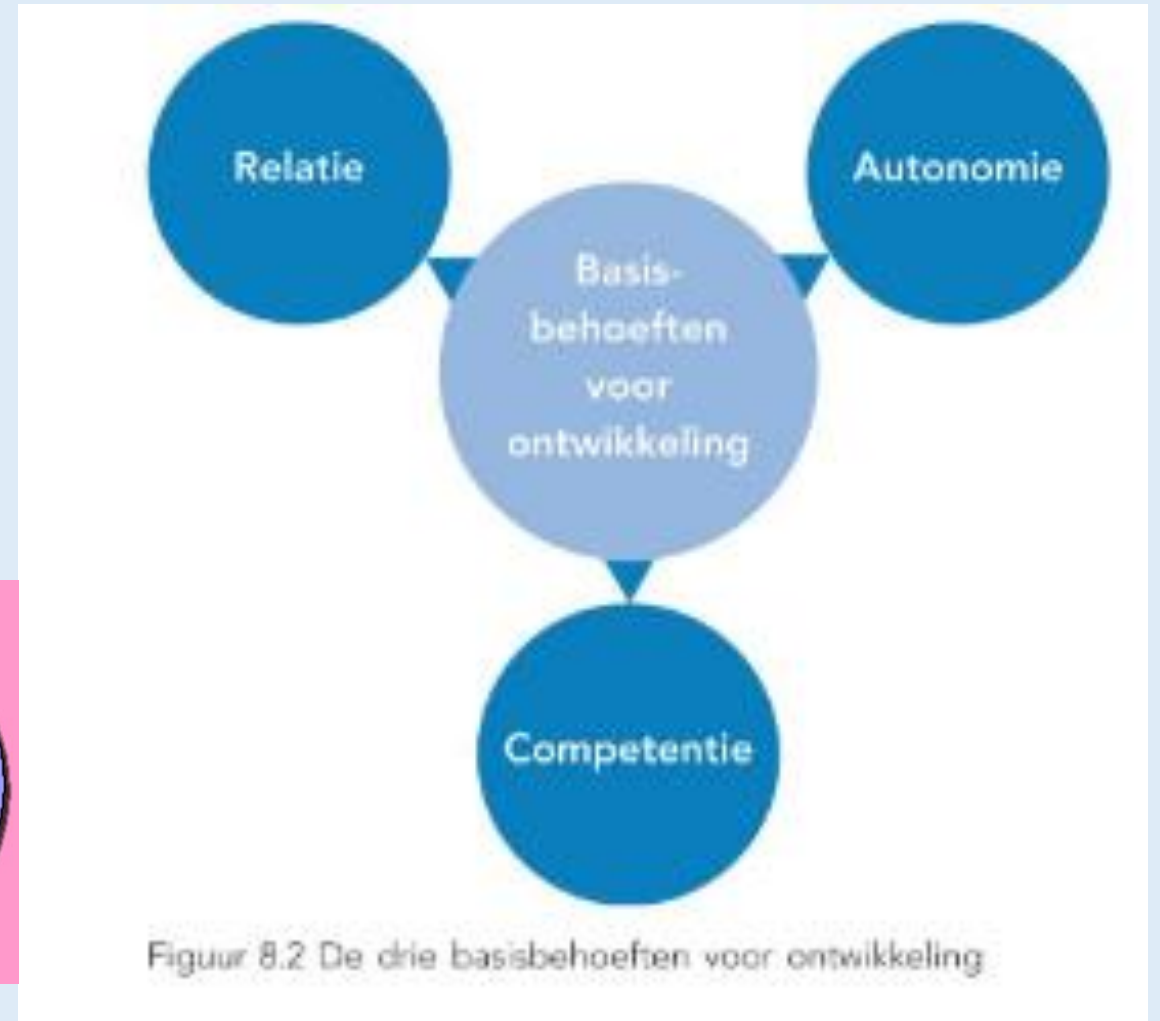 Relatie
Autonomie
Basis-
behoeften
voor
ontwikkeling
Competentie
Figuur 8.2 De drie basisbehoeften voor ontwikkeling